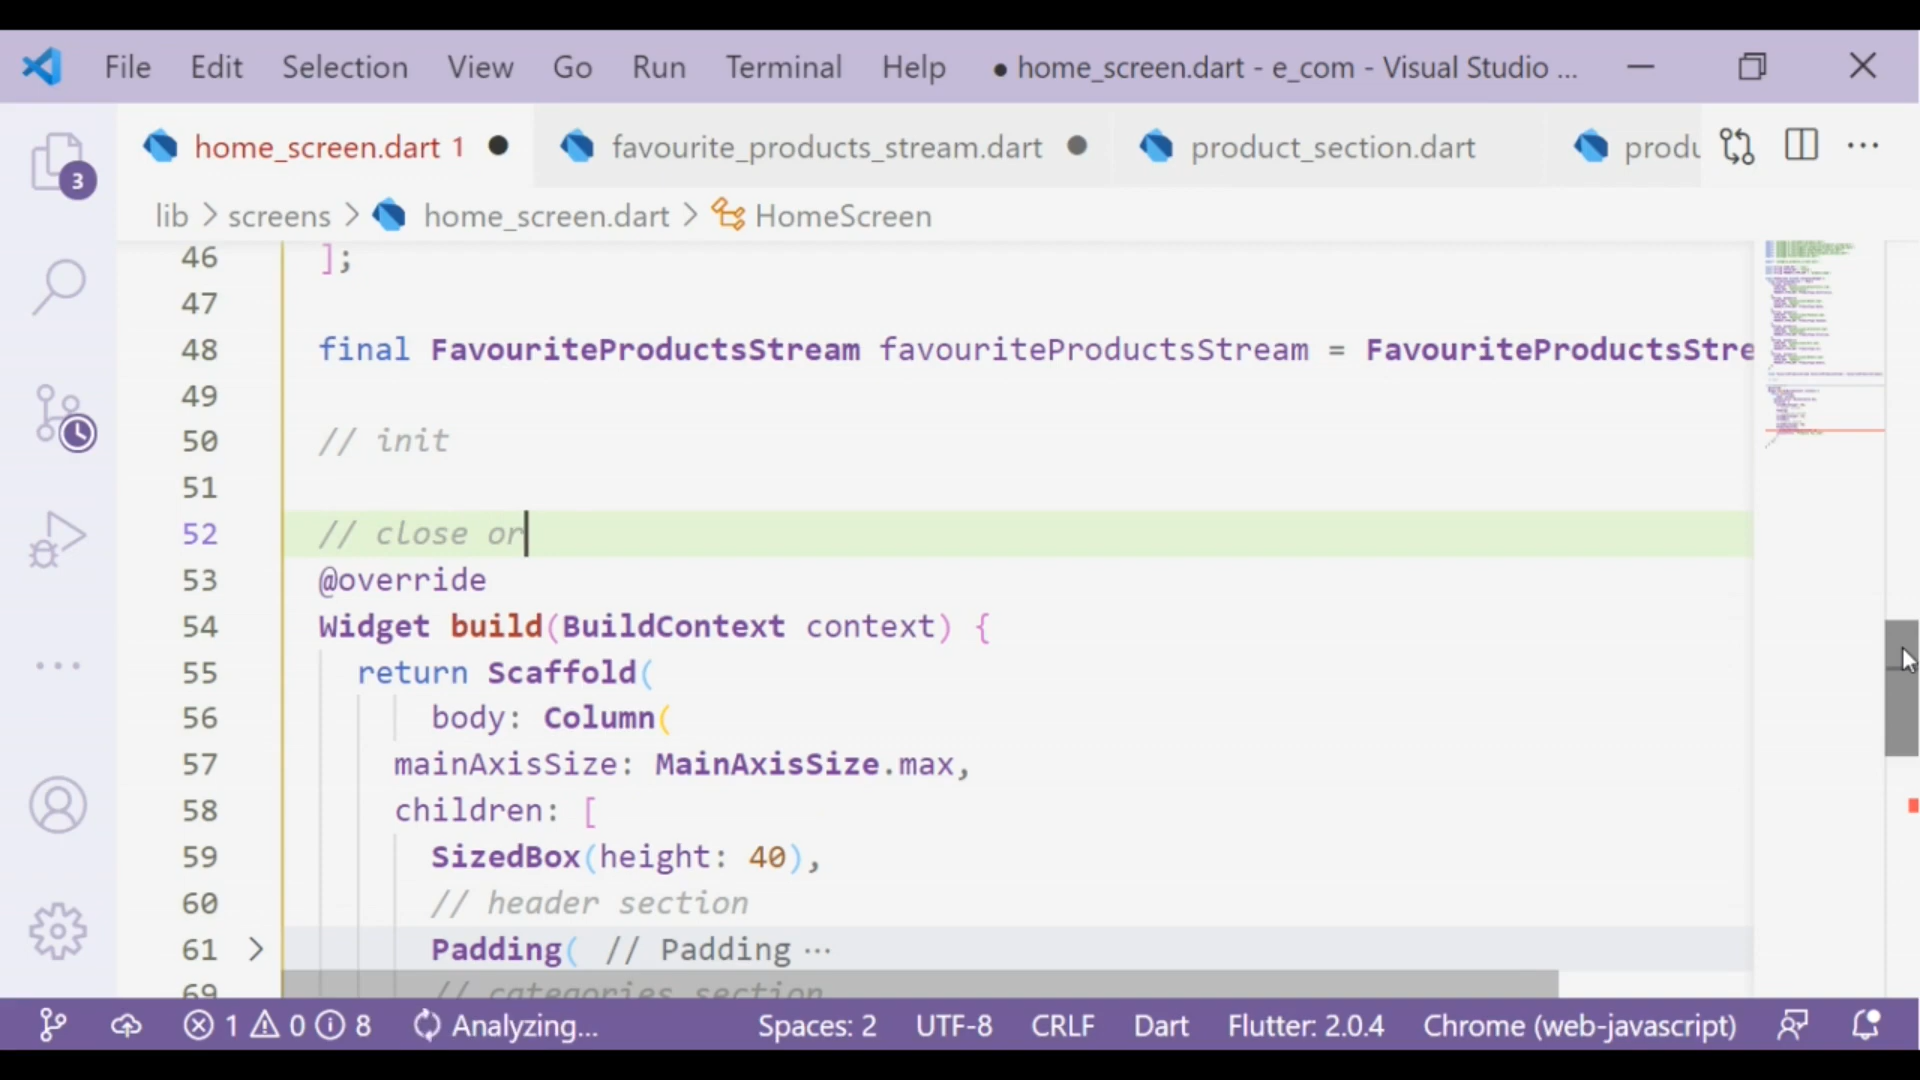 File Edit Selection View Go Run Terminal Help ● home_screen.dart - e_com - Visual Studio ...
home_screen.dart 1 ● favourite_products_stream.dart ● product_section.dart produ ...
lib > screens > home_screen.dart > HomeScreen
3
46 ];
47
48 final FavouriteProductsStream favouriteProductsStream = FavouriteProductsStre
49
50 // init
51
52 // close or
53 @override
54 Widget build(BuildContext context) {
55 return Scaffold(
56 body: Column(
57 mainAxisSize: MainAxisSize.max,
58 children: [
59 SizedBox(height: 40),
60 // header section
61 Padding( // Padding ...
69 // categories section
1 0 8 Analyzing... Spaces: 2 UTF-8 CRLF Dart Flutter: 2.0.4 Chrome (web-javascript)